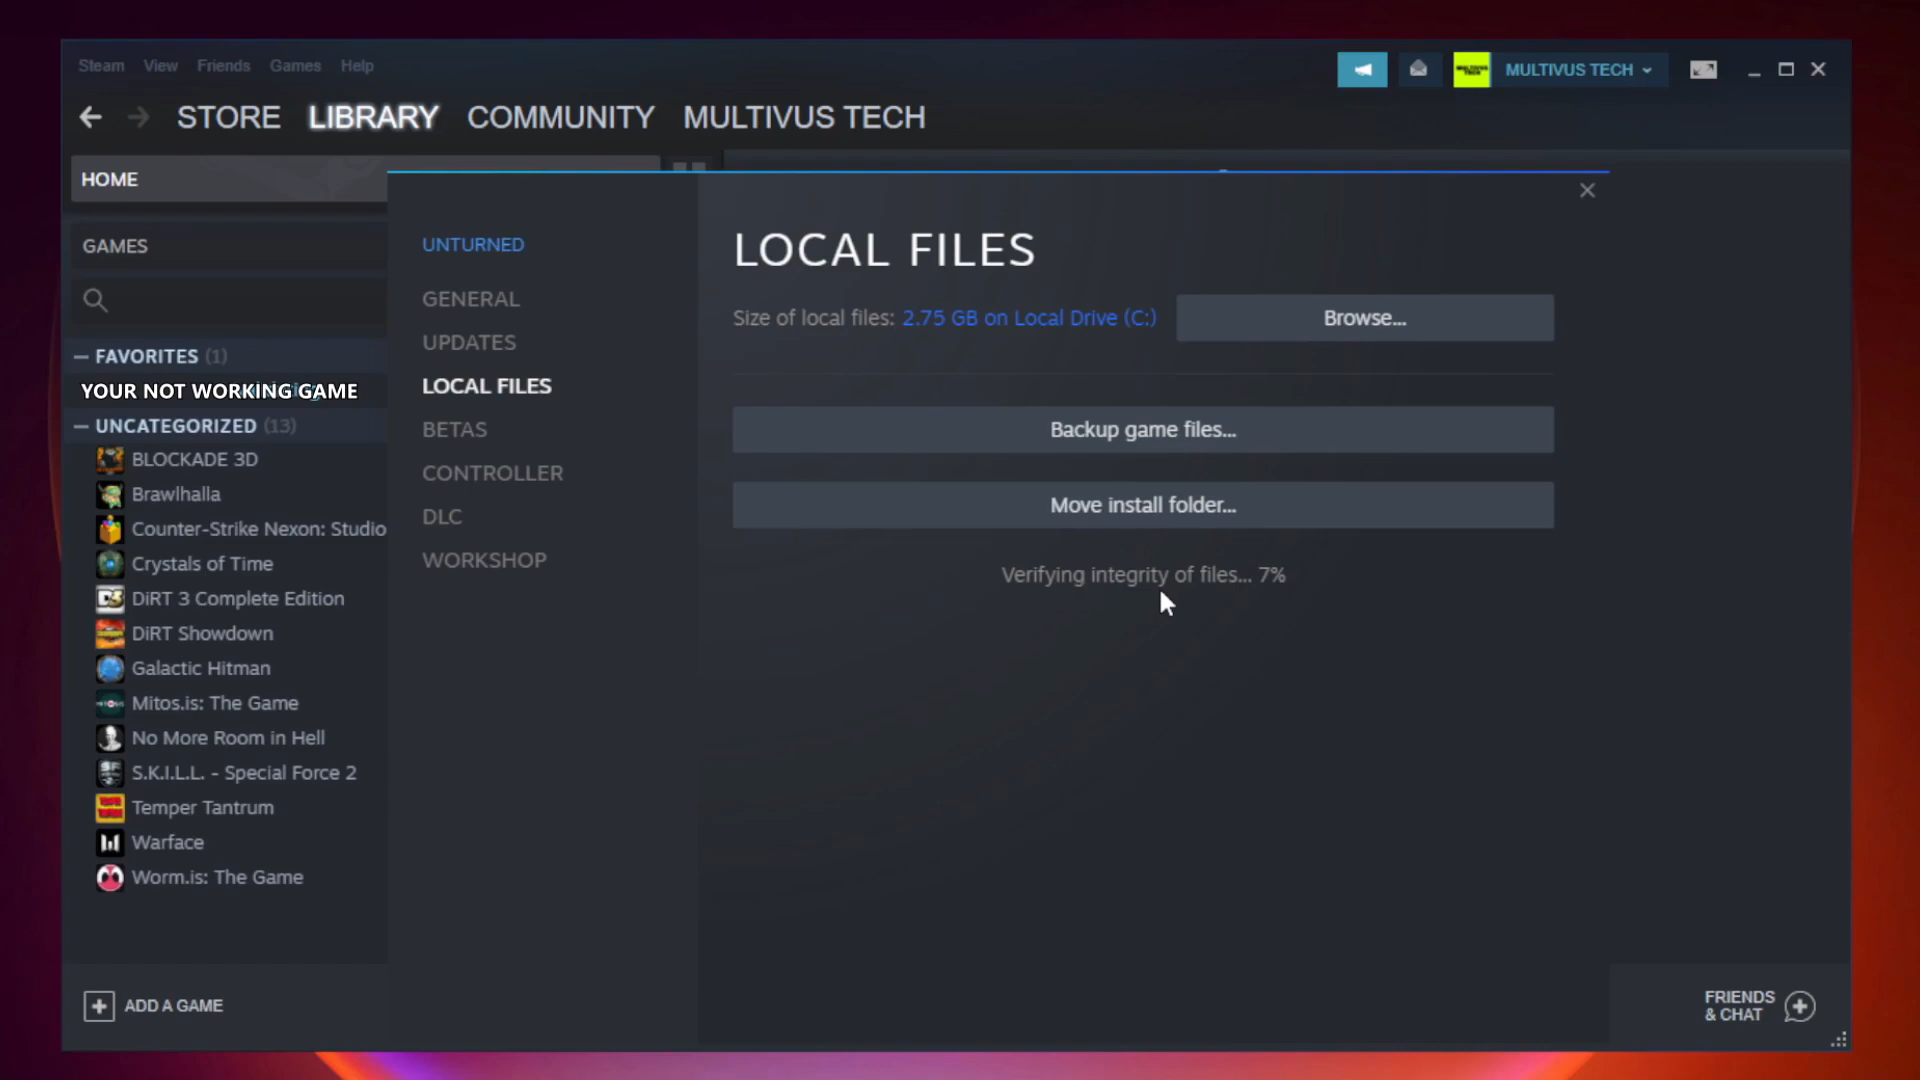 Steam View Friends Games Help
MULTIVUS TECH
STORE LIBRARY COMMUNITY MULTIVUS TECH
HOME
GAMES
— FAVORITES (1)
YOUR NOT WORKING GAME
— UNCATEGORIZED (13)
BLOCKADE 3D
Brawlhalla
Counter-Strike Nexon: Studio
Crystals of Time
DiRT 3 Complete Edition
DiRT Showdown
Galactic Hitman
Mitos.is: The Game
No More Room in Hell
S.K.I.L.L. - Special Force 2
Temper Tantrum
Warface
Worm.is: The Game
ADD A GAME
UNTURNED
GENERAL
UPDATES
LOCAL FILES
BETAS
CONTROLLER
DLC
WORKSHOP
LOCAL FILES
Size of local files: 2.75 GB on Local Drive (C:)
Browse...
Backup game files...
Move install folder...
Verifying integrity of files... 7%
FRIENDS
& CHAT